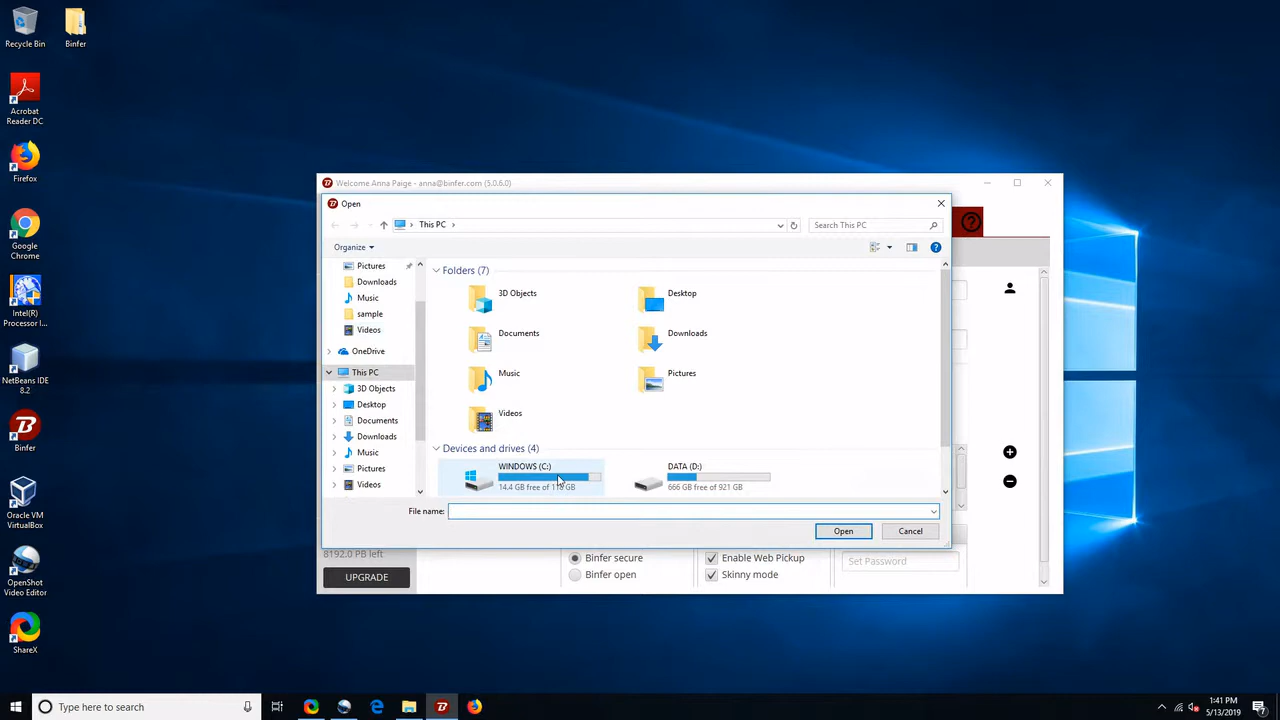 Recycle Bin
Binfer
Acrobat
Reader DC
Firefox
Google
Chrome
Intel(R)
Processor I...
NetBeans IDE
8.2
Binfer
Oracle VM
VirtualBox
OpenShot
Video Editor
ShareX
Welcome Anna Paige - anna@binfer.com (5.0.6.0)
Open
This PC
Search This PC
Organize
Pictures
Downloads
Music
sample
Videos
OneDrive
This PC
3D Objects
Desktop
Documents
Downloads
Music
Pictures
Videos
Folders (7)
3D Objects
Desktop
Documents
Downloads
Music
Pictures
Videos
Devices and drives (4)
WINDOWS (C:)
14.4 GB free of GB
DATA (D:)
666 GB free of 921 GB
File name:
Open
Cancel
8192.0 PB left
UPGRADE
Binfer secure
Binfer open
Enable Web Pickup
Skinny mode
Set Password
Type here to search
1:41 PM
5/13/2019